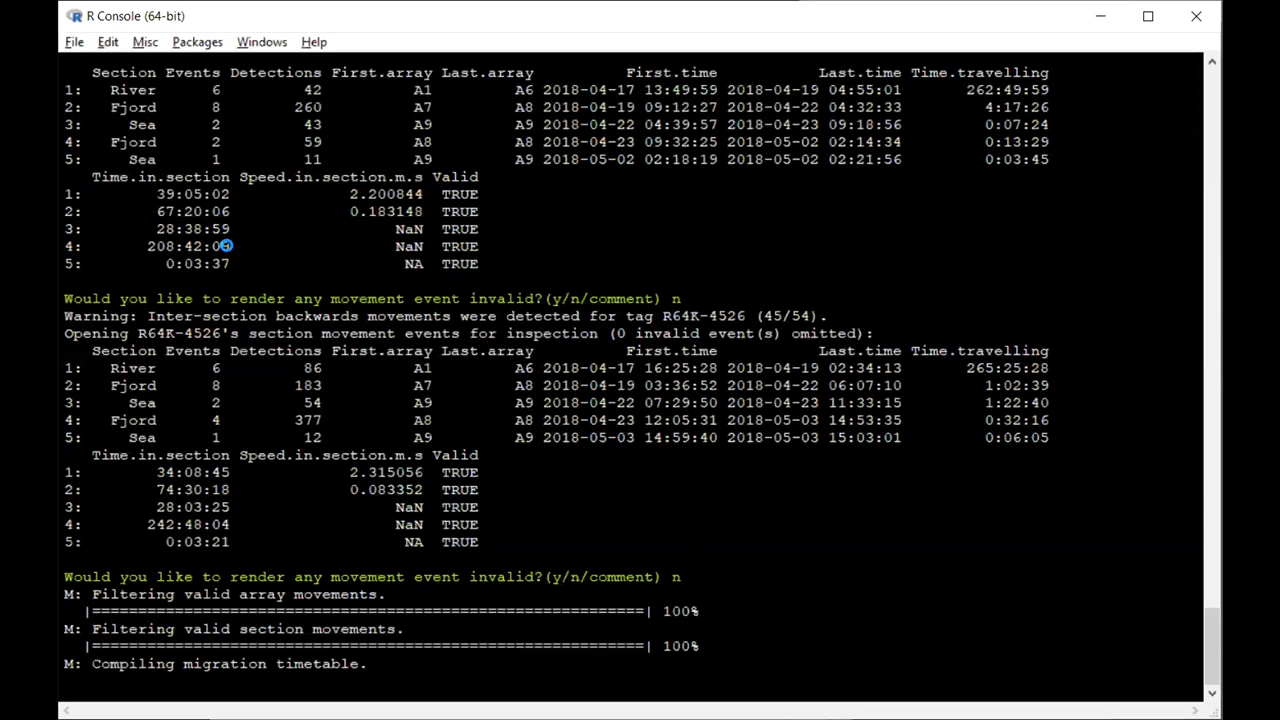 R Console (64-bit)
File Edit Misc Packages Windows Help
Section Events Detections First.array Last.array First.time Last.time Time.travelling
1: River 6 42 A1 A6 2018-04-17 13:49:59 2018-04-19 04:55:01 262:49:59
2: Fjord 8 260 A7 A8 2018-04-19 09:12:27 2018-04-22 04:32:33 4:17:26
3: Sea 2 43 A9 A9 2018-04-22 04:39:57 2018-04-23 09:18:56 0:07:24
4: Fjord 2 59 A8 A8 2018-04-23 09:32:25 2018-05-02 02:14:34 0:13:29
5: Sea 1 11 A9 A9 2018-05-02 02:18:19 2018-05-02 02:21:56 0:03:45
Time.in.section Speed.in.section.m.s Valid
1: 39:05:02 2.200844 TRUE
2: 67:20:06 0.183148 TRUE
3: 28:38:59 NaN TRUE
4: NaN TRUE
5: 0:03:37 NA TRUE
Would you like to render any movement event invalid?(y/n/comment) n
Warning: Inter-section backwards movements were detected for tag R64K-4526 (45/54).
Opening R64K-4526's section movement events for inspection (0 invalid event(s) omitted):
Section Events Detections First.array Last.array First.time Last.time Time.travelling
1: River 6 86 A1 A6 2018-04-17 16:25:28 2018-04-19 02:34:13 265:25:28
2: Fjord 8 183 A7 A8 2018-04-19 03:36:52 2018-04-22 06:07:10 1:02:39
3: Sea 2 54 A9 A9 2018-04-22 07:29:50 2018-04-23 11:33:15 1:22:40
4: Fjord 4 377 A8 A8 2018-04-23 12:05:31 2018-05-03 14:53:35 0:32:16
5: Sea 1 12 A9 A9 2018-05-03 14:59:40 2018-05-03 15:03:01 0:06:05
Time.in.section Speed.in.section.m.s Valid
1: 34:08:45 2.315056 TRUE
2: 74:30:18 0.083352 TRUE
3: 28:03:25 NaN TRUE
4: 242:48:04 NaN TRUE
5: 0:03:21 NA TRUE
Would you like to render any movement event invalid?(y/n/comment) n
M: Filtering valid array movements.
|============================================================| 100%
M: Filtering valid section movements.
|============================================================| 100%
M: Compiling migration timetable.